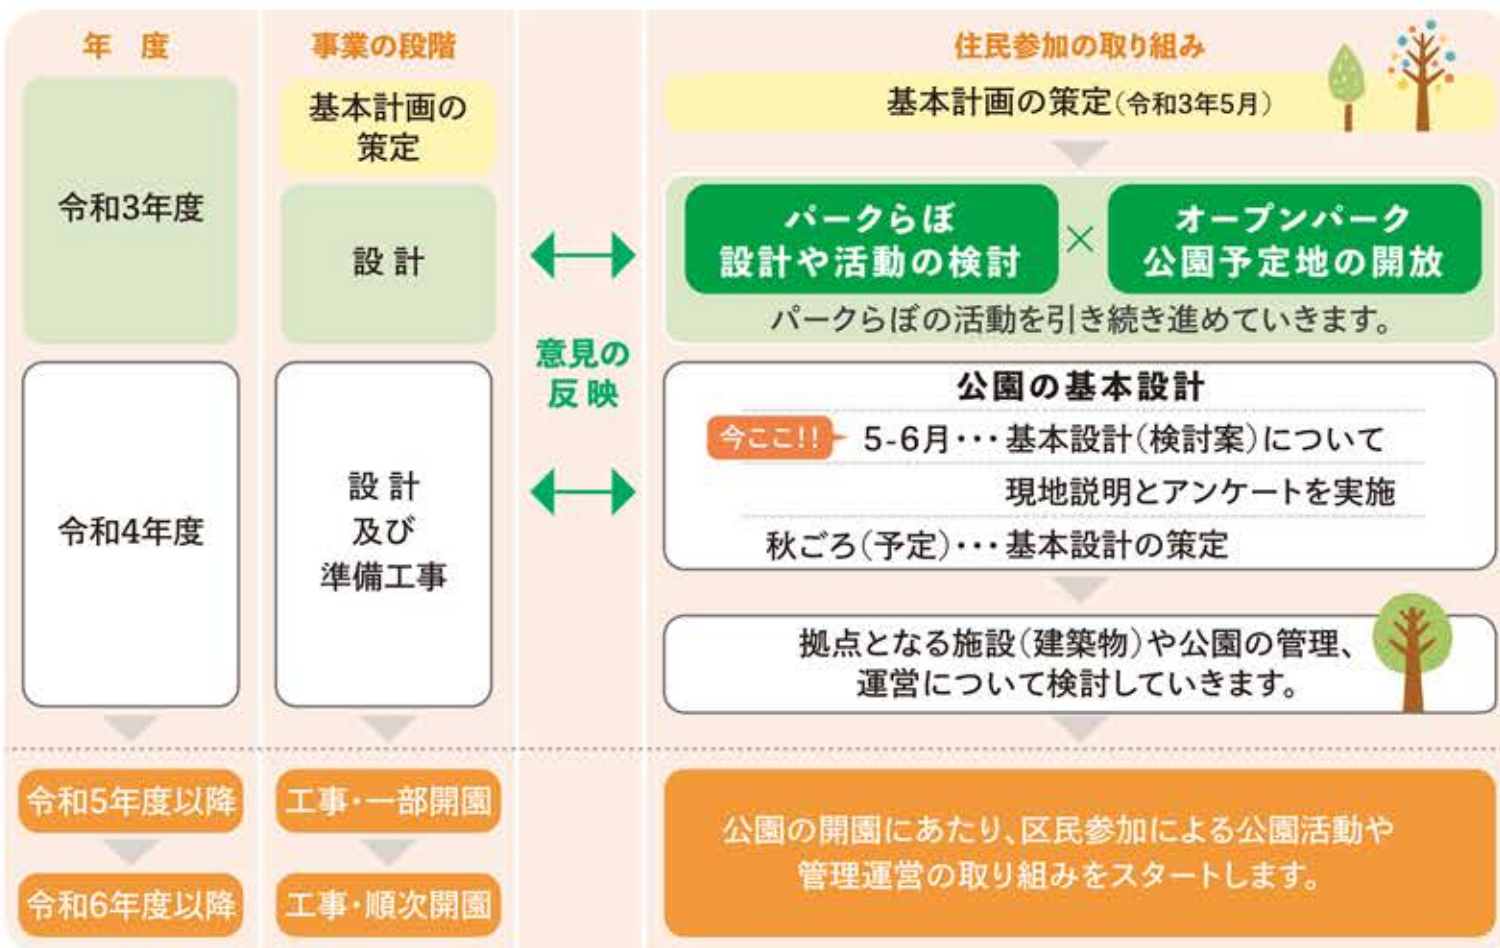 年 度
事業の段階
住民参加の取り組み
令和3年度
基本計画の
策定
設 計
基本計画の策定(令和3年5月)
パークらぼ
設計や活動の検討
×
オープンパーク
公園予定地の開放
パークらぼの活動を引き続き進めていきます。
意見の
反 映
令和4年度
設 計
及び
準備工事
公園の基本設計
今ここ!!
5-6月・・・基本設計(検討案)について
現地説明とアンケートを実施
秋ごろ(予定)・・・基本設計の策定
拠点となる施設(建築物)や公園の管理、
運営について検討していきます。
令和5年度以降
工事・一部開園
令和6年度以降
工事・順次開園
公園の開園にあたり、区民参加による公園活動や
管理運営の取り組みをスタートします。